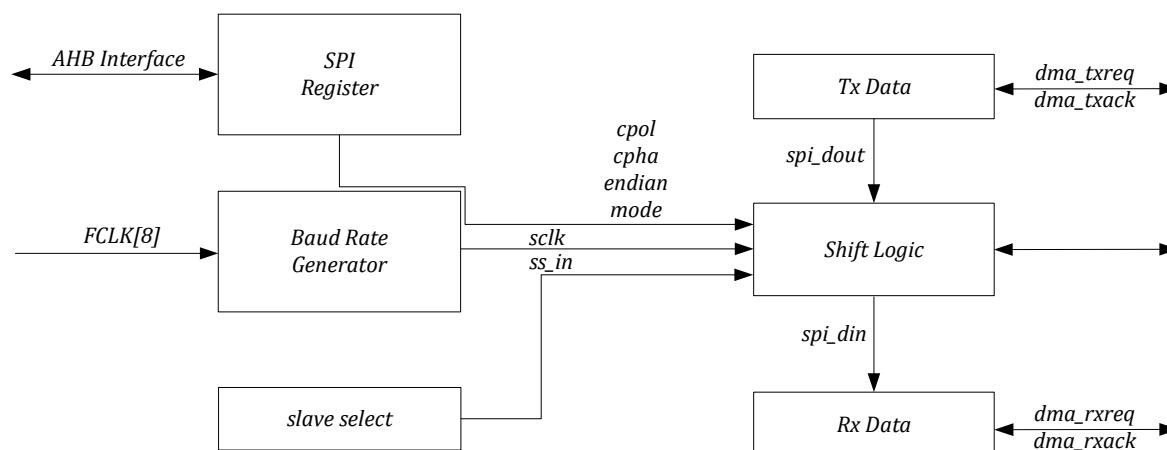 AHB Interface
SPI
Register
Tx Data
dma_txreq
dma_txack
cpol
cpha
endian
mode
spi_dout
FCLK[8]
Baud Rate
Generator
sclk
ss_in
Shift Logic
spi_din
slave select
Rx Data
dma_rxreq
dma_rxack